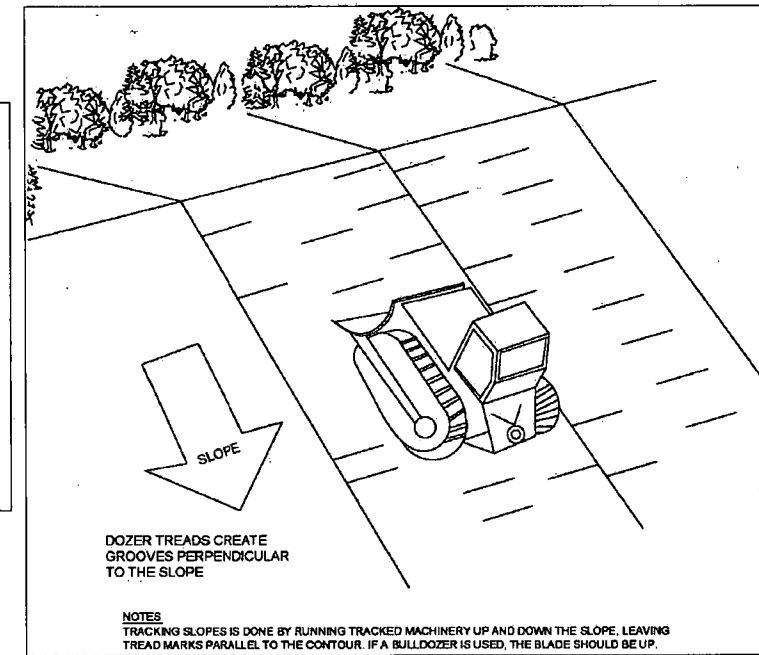 SLOPE
DOZER TREADS CREATE
GROOVES PERPENDICULAR
TO THE SLOPE
NOTES
TRACKING SLOPES IS DONE BY RUNNING TRACKED MACHINERY UP AND DOWN THE SLOPE, LEAVING
TREAD MARKS PARALLEL TO THE CONTOUR. IF A BULLDOZER IS USED, THE BLADE SHOULD BE UP.